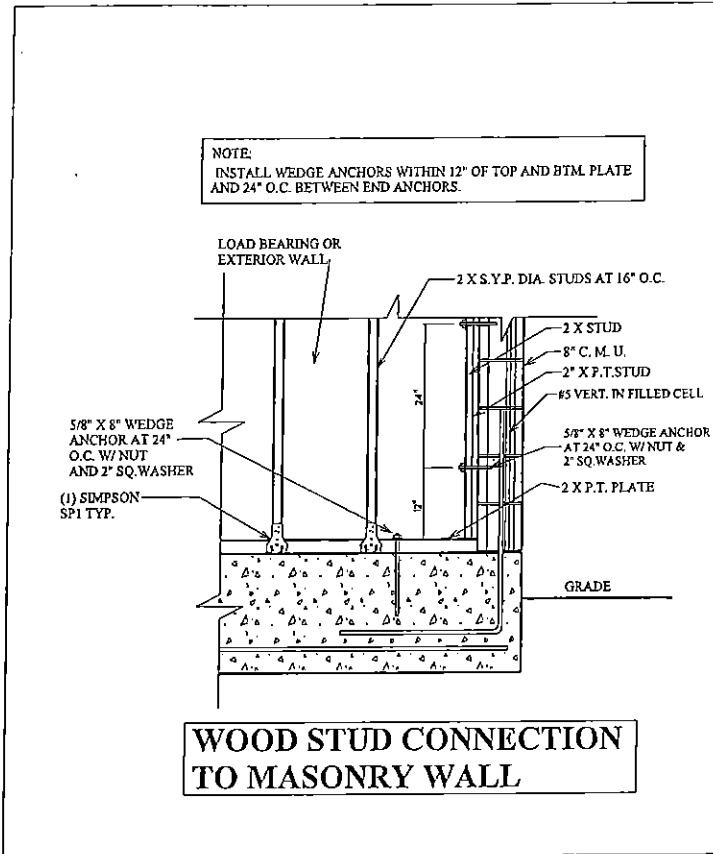 NOTE:
INSTALL WEDGE ANCHORS WITHIN 12" OF TOP AND BTM. PLATE
AND 24" O.C. BETWEEN END ANCHORS.
LOAD BEARING OR
EXTERIOR WALL
2 X S.Y.P. DIA. STUDS AT 16" O.C.
2 X STUD
8" C. M. U.
2" X P.T.STUD
#5 VERT. IN FILLED CELL
5/8" X 8" WEDGE ANCHOR
AT 24" O.C. W/ NUT &
2" SQ.WASHER
2 X P.T. PLATE
24"
12"
5/8" X 8" WEDGE
ANCHOR AT 24"
O.C. W/ NUT
AND 2" SQ.WASHER
(1) SIMPSON
SP1 TYP.
GRADE
WOOD STUD CONNECTION
TO MASONRY WALL